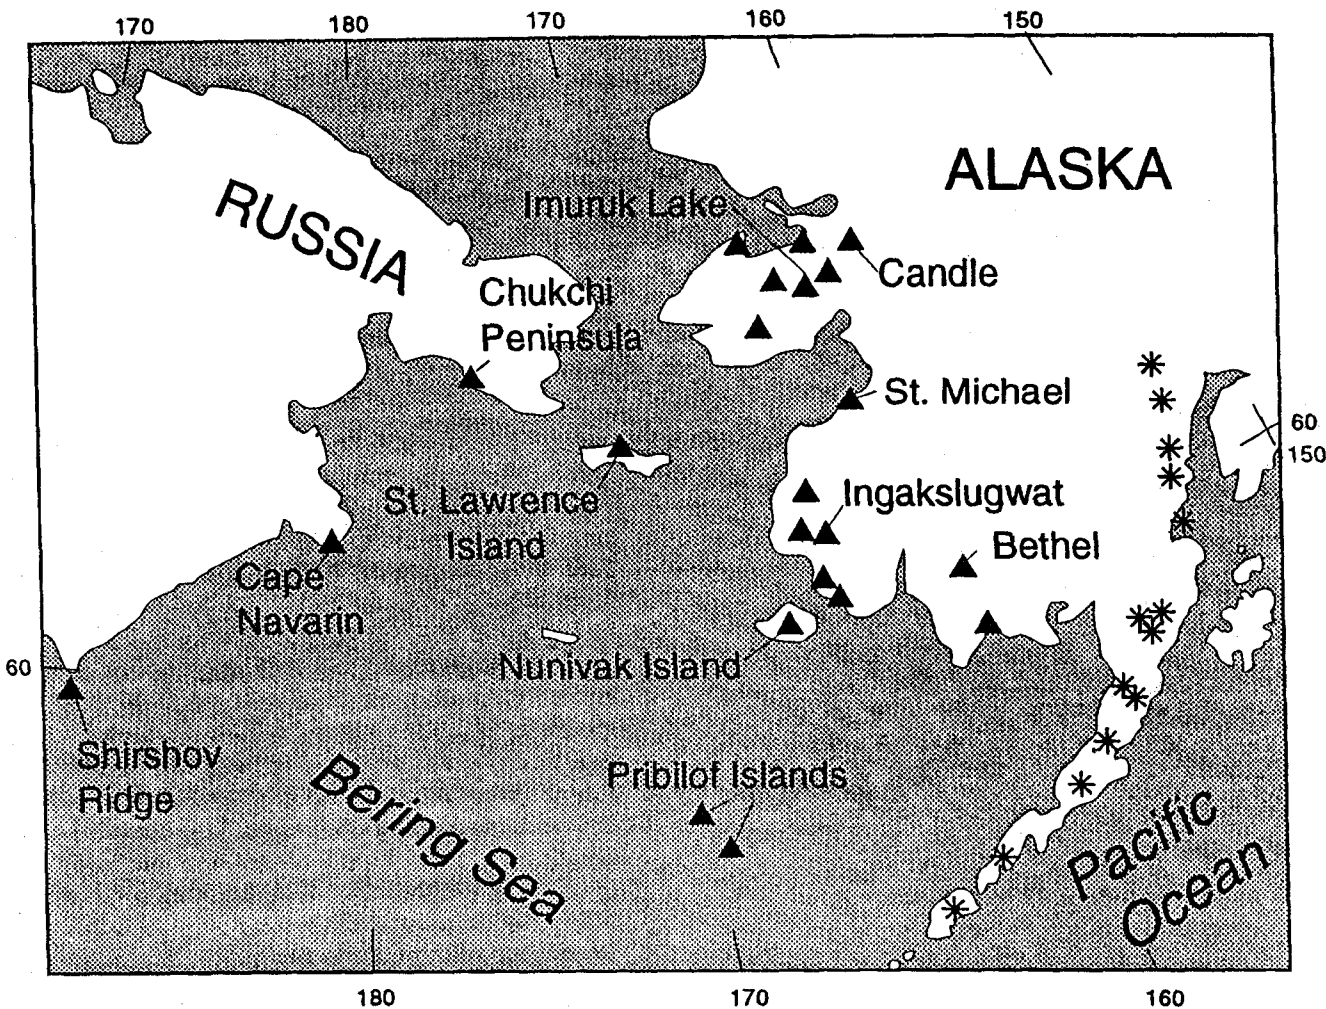 170
180
170
160
150
ALASKA
RUSSIA
Imuruk Lake
Candle
Chukchi
Peninsula
St. Michael
60
150
St. Lawrence
Island
Ingakslugwat
Bethel
Cape
Navarin
Nunivak Island
60
Shirshov
Ridge
Bering Sea
Pribilof Islands
Pacific
Ocean
180
170
160